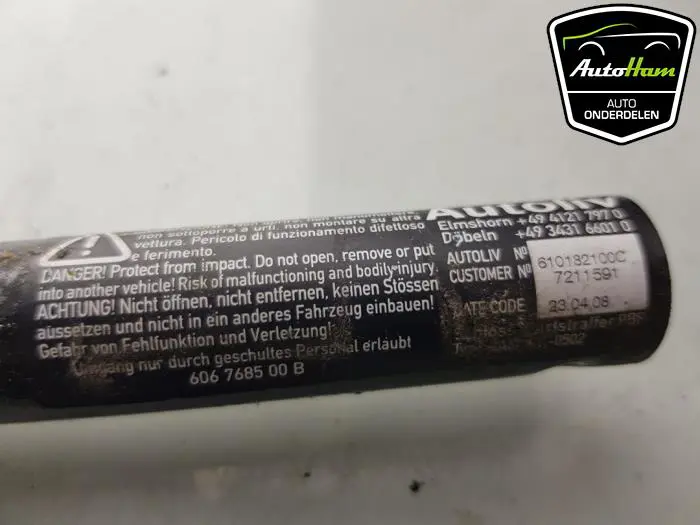 AutoHam
AUTO
ONDERDELEN
non sottoporre a urti. non montare su altra
vettura. Pericolo di funzionamento difettoso
e ferimento.
DANGER! Protect from impact. Do not open, remove or put
into another vehicle! Risk of malfunctioning and bodily injury.
ACHTUNG! Nicht öffnen, nicht entfernen, keinen Stössen
aussetzen und nicht in ein anderes Fahrzeug einbauen!
Gefahr von Fehlfunktion und Verletzung!
Umgang nur durch geschultes Personal erlaubt
606 7685 00 B
Autoliv
Elmshorn +49 4121 797 0
Döbeln +49 3431 6601 0
AUTOLIV Nº 610182100C
CUSTOMER Nº 7211591
DATE CODE 23.04.08